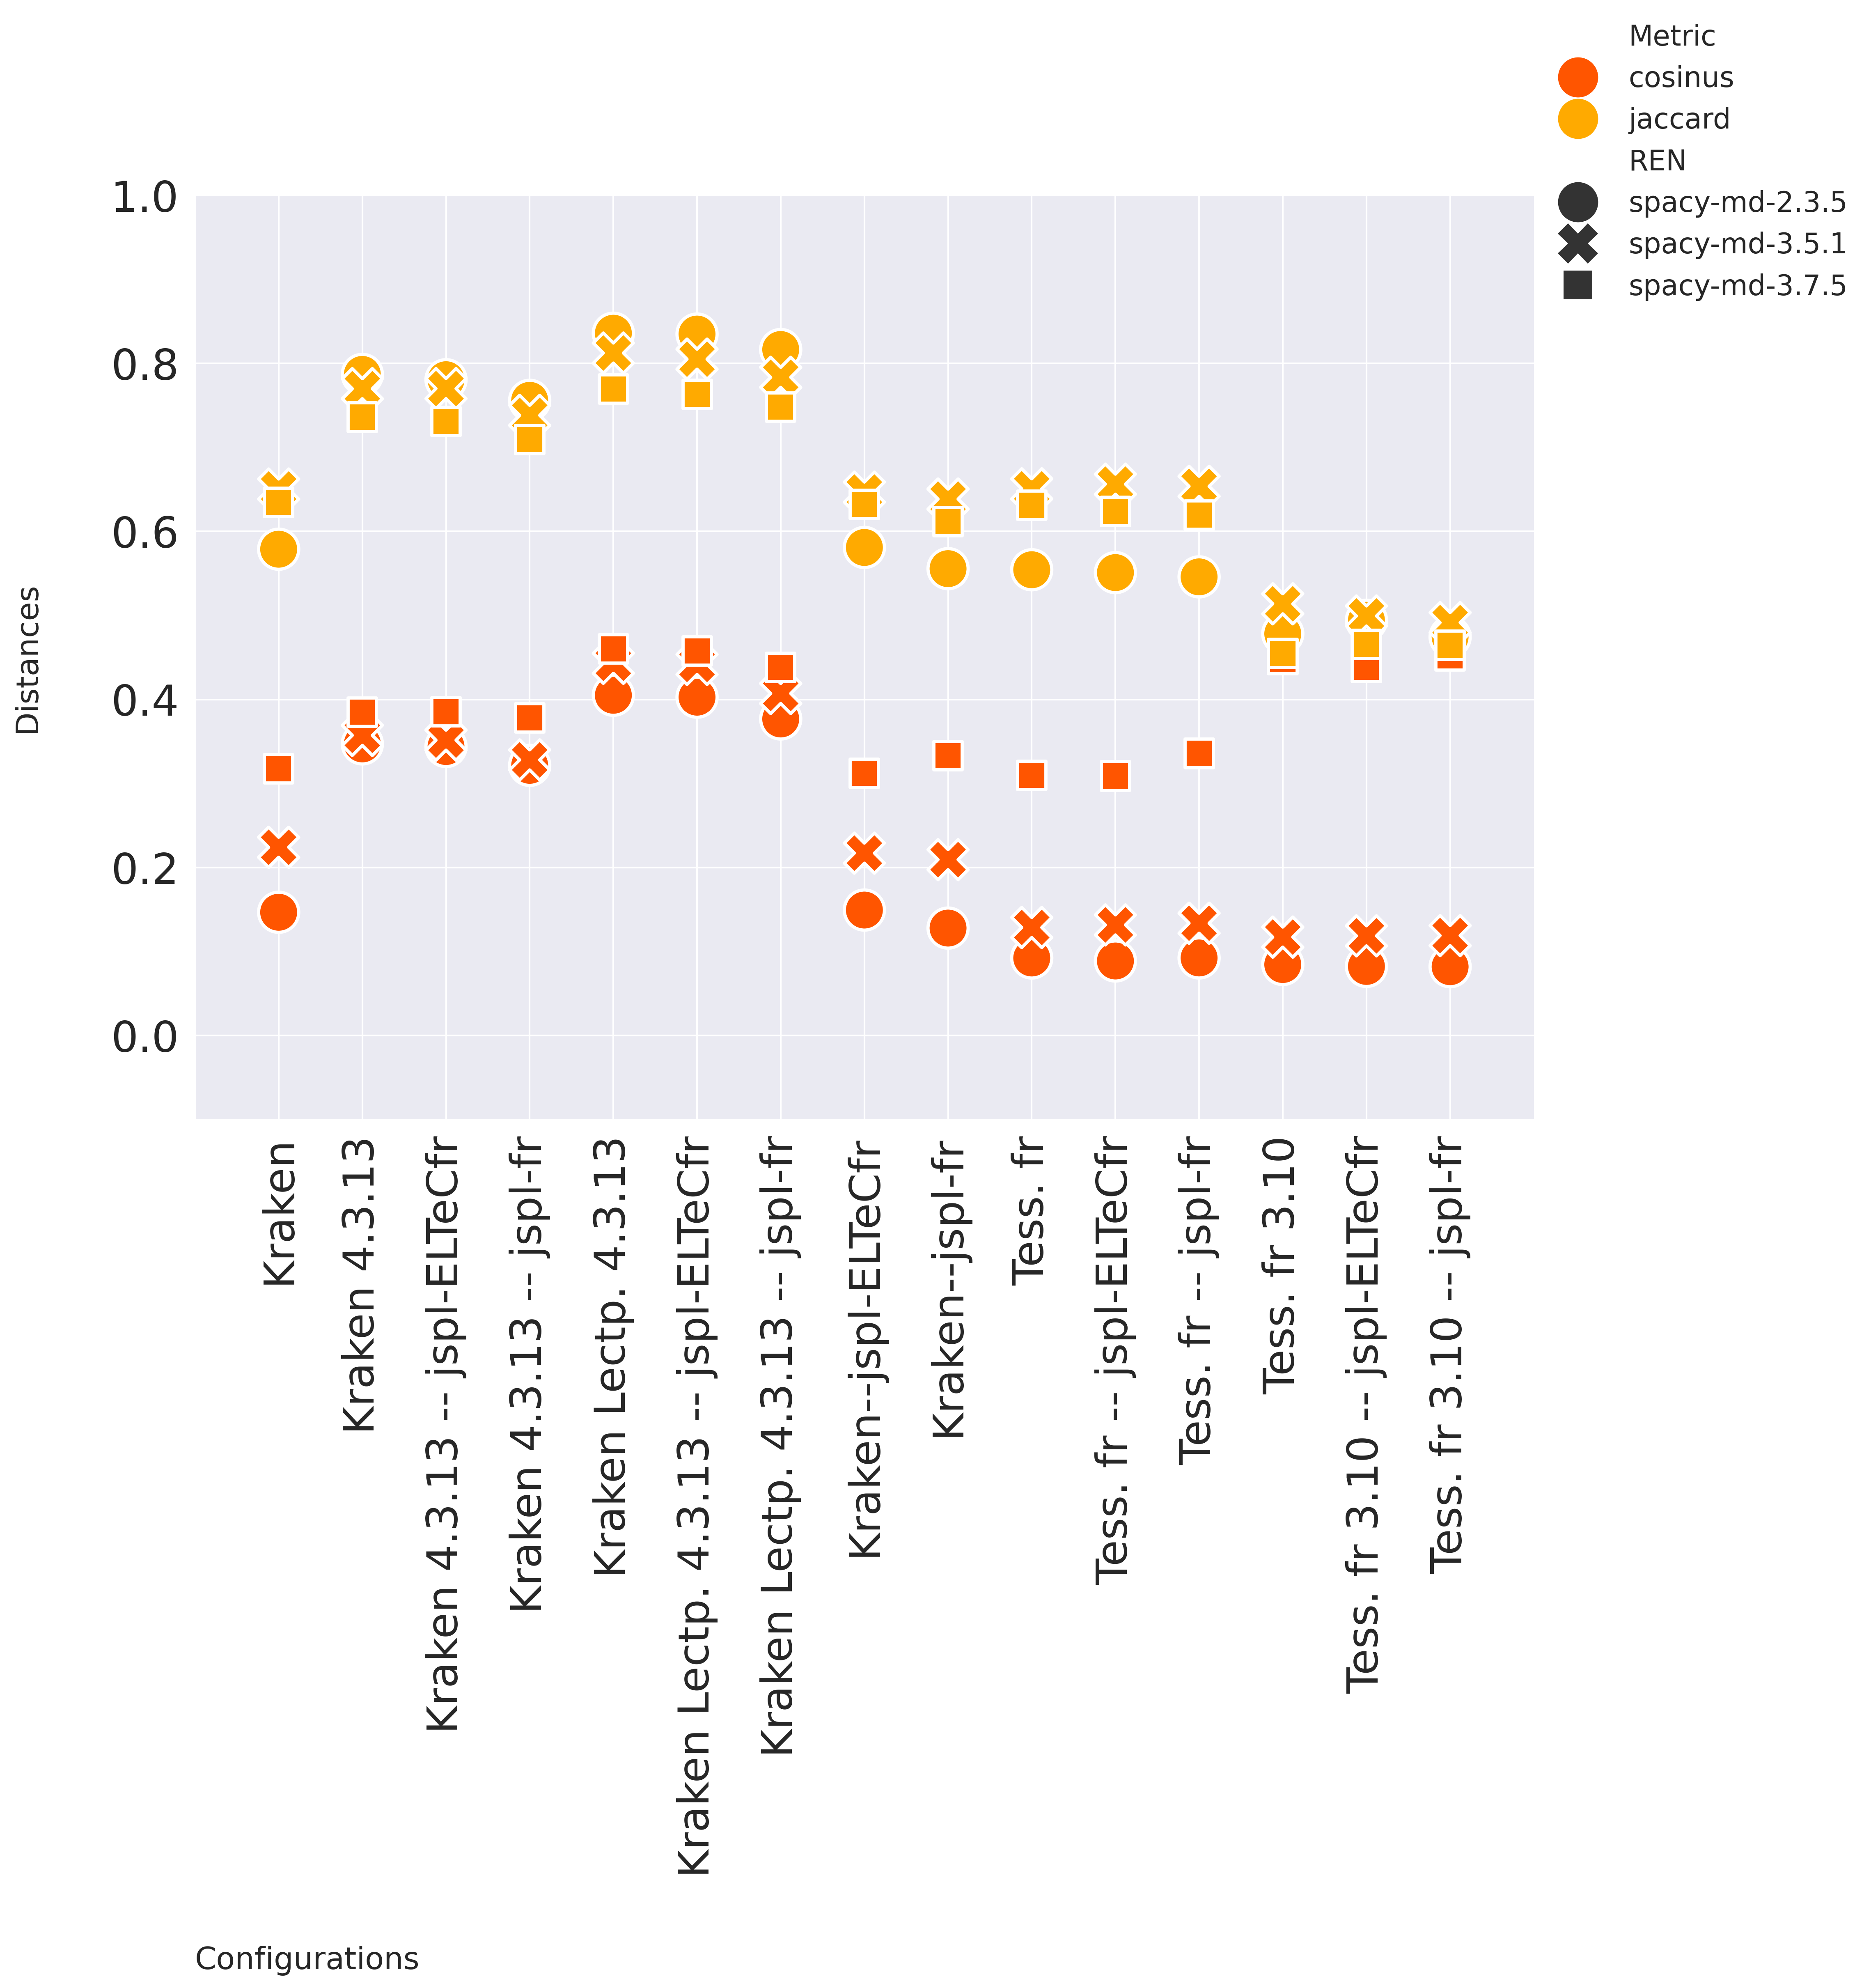 Metric
cosinus
jaccard
REN
spacy-md-2.3.5
spacy-md-3.5.1
spacy-md-3.7.5
Distances
1.0
0.8
0.6
0.4
0.2
0.0
Kraken
Kraken 4.3.13
Kraken 4.3.13 -- jspl-ELTeCfr
Kraken 4.3.13 -- jspl-fr
Kraken Lectp. 4.3.13
Kraken Lectp. 4.3.13 -- jspl-ELTeCfr
Kraken Lectp. 4.3.13 -- jspl-fr
Kraken--jspl-ELTeCfr
Kraken--jspl-fr
Tess. fr
Tess. fr -- jspl-ELTeCfr
Tess. fr -- jspl-fr
Tess. fr 3.10
Tess. fr 3.10 -- jspl-ELTeCfr
Tess. fr 3.10 -- jspl-fr
Configurations